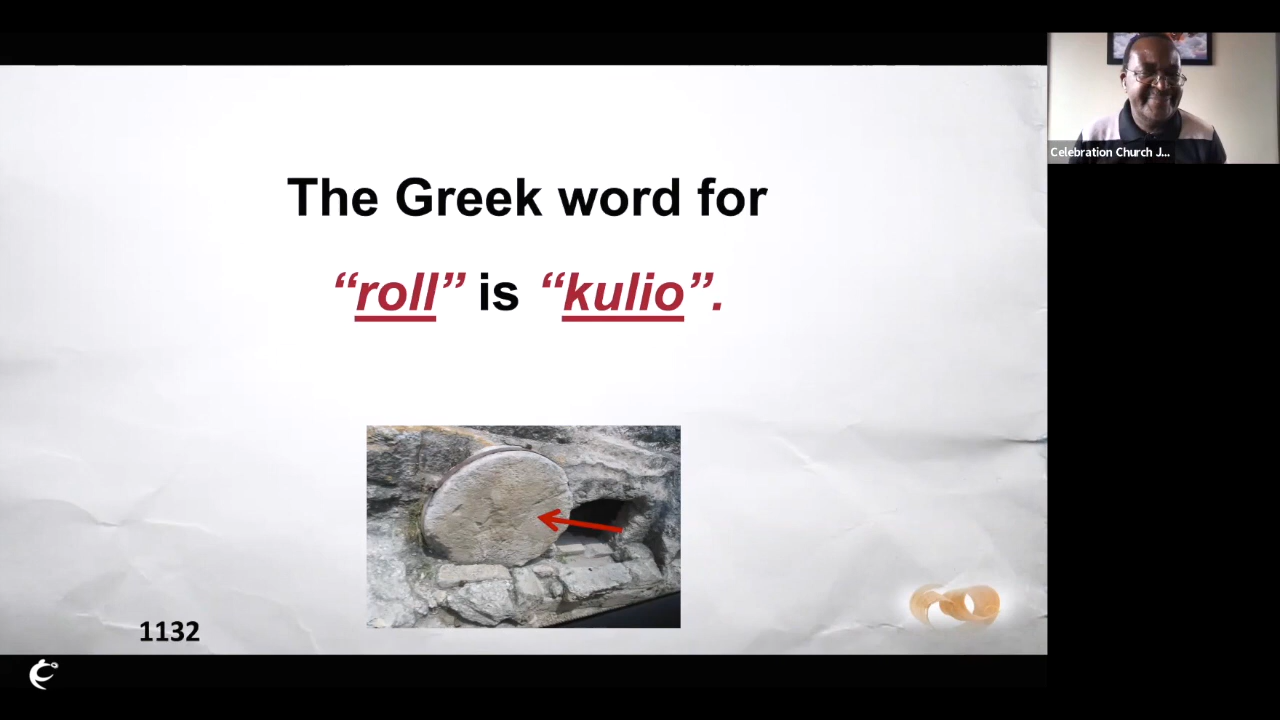 The Greek word for
“roll” is “kulio”.
1132
Celebration Church J...